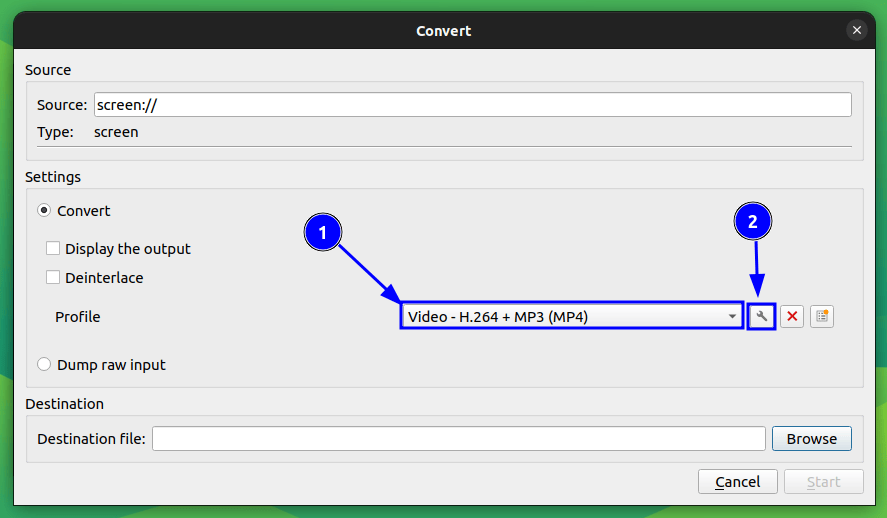 Convert
Source
Source: screen://
Type: screen
Settings
Convert
1
2
Display the output
Deinterlace
Profile Video - H.264 + MP3 (MP4)
Dump raw input
Destination
Destination file: Browse
Cancel Start